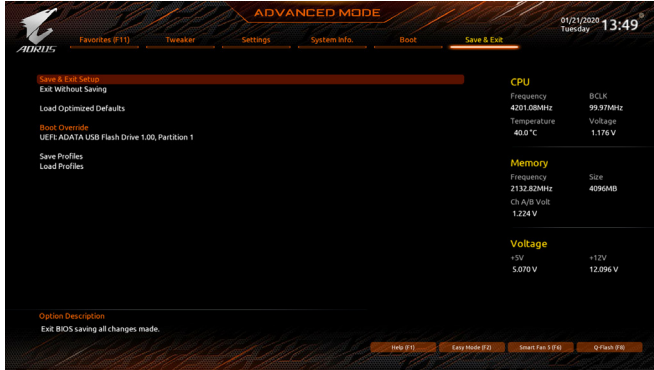 ADVANCED MODE
01/21/2020 Tuesday 13:49
AORUS
Favorites (F11) Tweaker Settings System Info. Boot Save & Exit
Save & Exit Setup
Exit Without Saving
Load Optimized Defaults
Boot Override
UEFI: ADATA USB Flash Drive 1.00, Partition 1
Save Profiles
Load Profiles
CPU
Frequency BCLK
4201.08MHz 99.97MHz
Temperature Voltage
40.0 °C 1.176 V
Memory
Frequency Size
2132.82MHz 4096MB
Ch A/B Volt
1.224 V
Voltage
+5V +12V
5.070 V 12.096 V
Option Description
Exit BIOS saving all changes made.
Help (F1) Easy Mode (F2) Smart Fan 5 (F6) Q-Flash (F8)